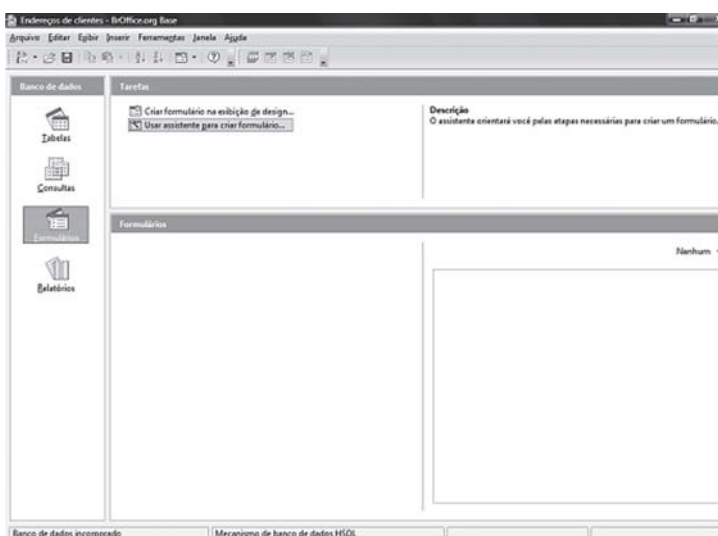 Endereços de clientes - BrOffice.org Base
Arquivo Editar Exibir Inserir Ferramentas Janela Ajuda
Banco de dados
Tabelas
Consultas
Formulários
Relatórios
Tarefas
Criar formulário na exibição de design...
Usar assistente para criar formulário...
Descrição
O assistente orientará você pelas etapas necessárias para criar um formulário.
Formulários
Nenhum
Banco de dados incorporado
Mecanismo de banco de dados HSQL